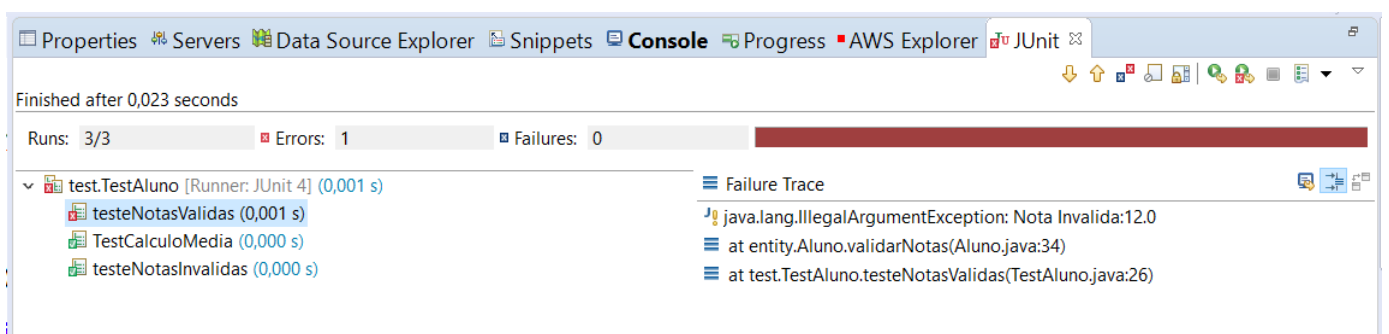 Properties Servers Data Source Explorer Snippets Console Progress AWS Explorer JUnit
Finished after 0,023 seconds
Runs: 3/3 Errors: 1 Failures: 0
test.TestAluno [Runner: JUnit 4] (0,001 s)
testeNotasValidas (0,001 s)
TestCalculoMedia (0,000 s)
testeNotasInvalidas (0,000 s)
Failure Trace
java.lang.IllegalArgumentException: Nota Invalida:12.0
at entity.Aluno.validarNotas(Aluno.java:34)
at test.TestAluno.testeNotasValidas(TestAluno.java:26)